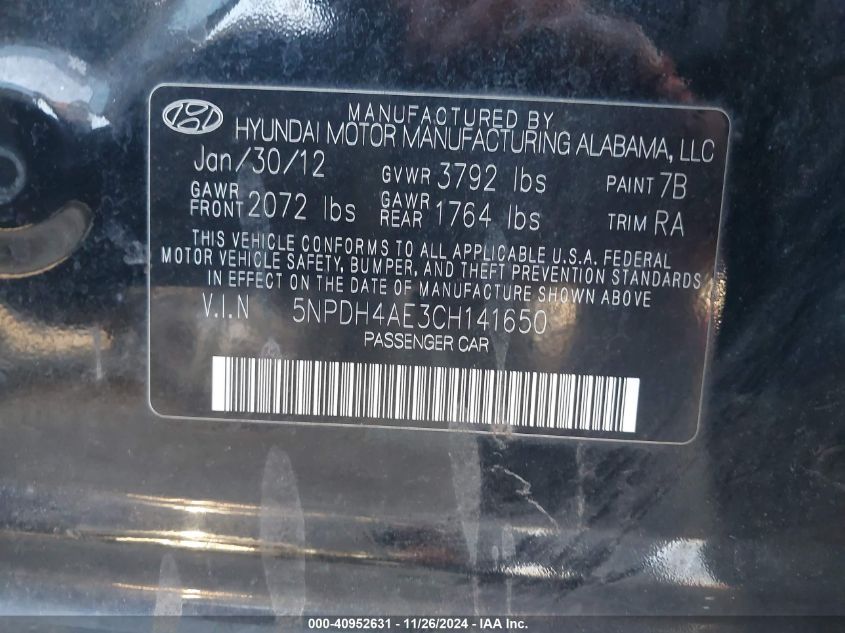 MANUFACTURED BY
HYUNDAI MOTOR MANUFACTURING ALABAMA, LLC
Jan/30/12 GVWR 3792 lbs PAINT 7B
GAWR FRONT 2072 lbs GAWR REAR 1764 lbs TRIM RA
THIS VEHICLE CONFORMS TO ALL APPLICABLE U.S.A. FEDERAL
MOTOR VEHICLE SAFETY, BUMPER, AND THEFT PREVENTION STANDARDS
IN EFFECT ON THE DATE OF MANUFACTURE SHOWN ABOVE
V.I.N 5NPDH4AE3CH141650
PASSENGER CAR
000-40952631 - 11/26/2024 - IAA Inc.